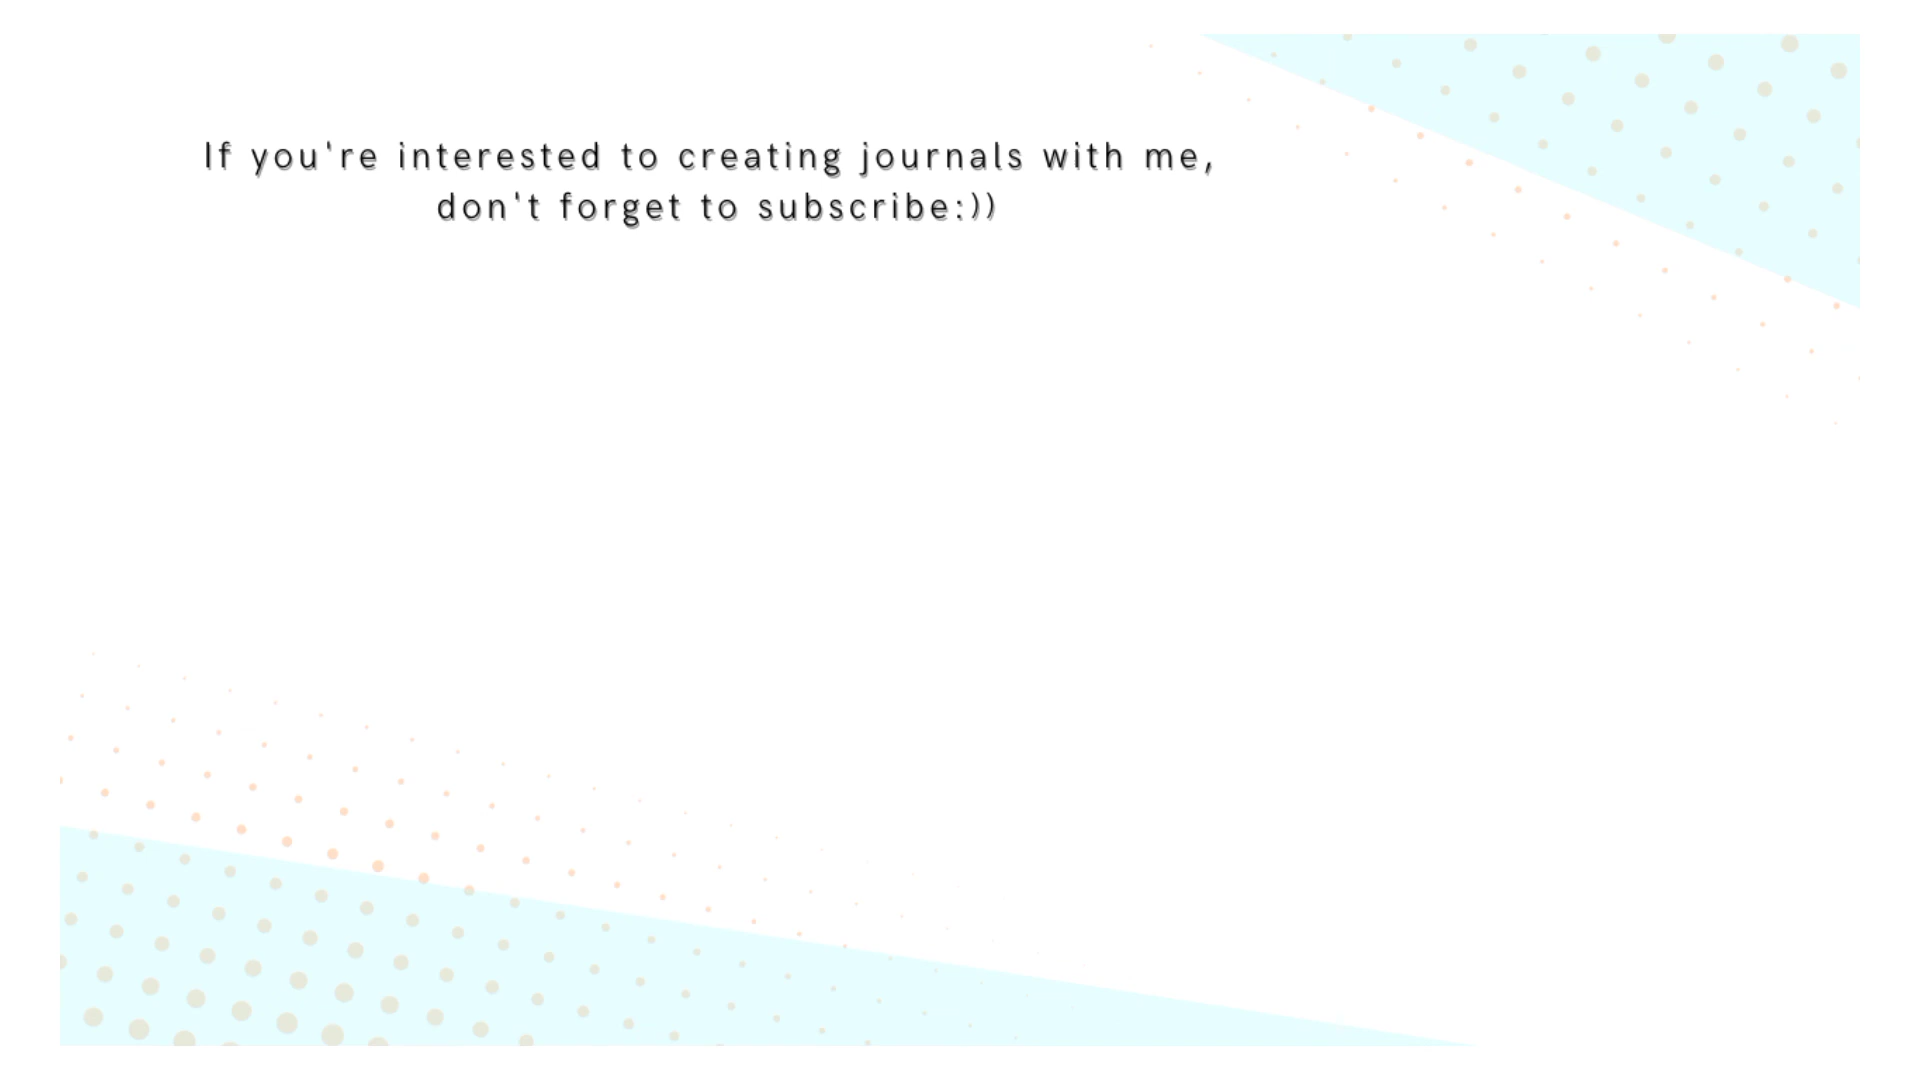 If you're interested to creating journals with me,
don't forget to subscribe:))